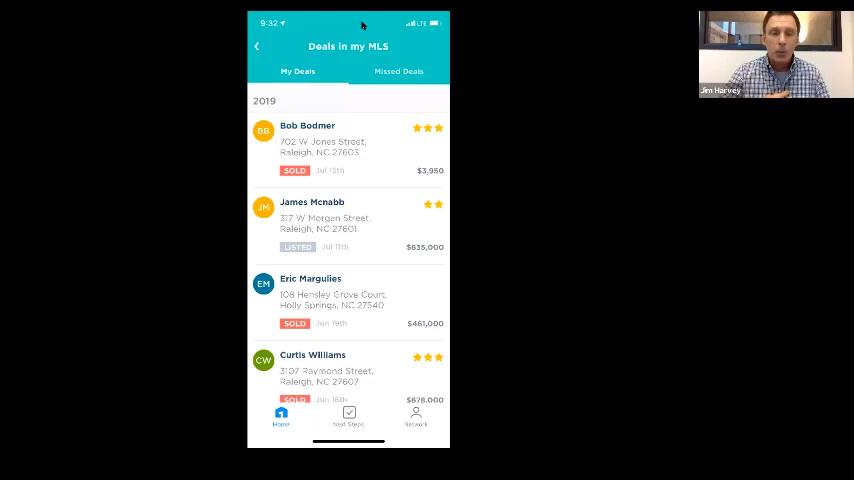 9:32
LTE
Deals in my MLS
My Deals Missed Deals
2019
BB
Bob Bodmer
702 W Jones Street,
Raleigh, NC 27603
SOLD Jul 15th $3,950
JM
James Mcnabb
317 W Morgan Street,
Raleigh, NC 27601
LISTED Jul 11th $635,000
EM
Eric Margulies
108 Hensley Grove Court,
Holly Springs, NC 27540
SOLD Jun 19th $461,000
CW
Curtis Williams
3107 Raymond Street,
Raleigh, NC 27607
SOLD Jun 16th $678,000
Home Next Steps Network
Jim Harvey